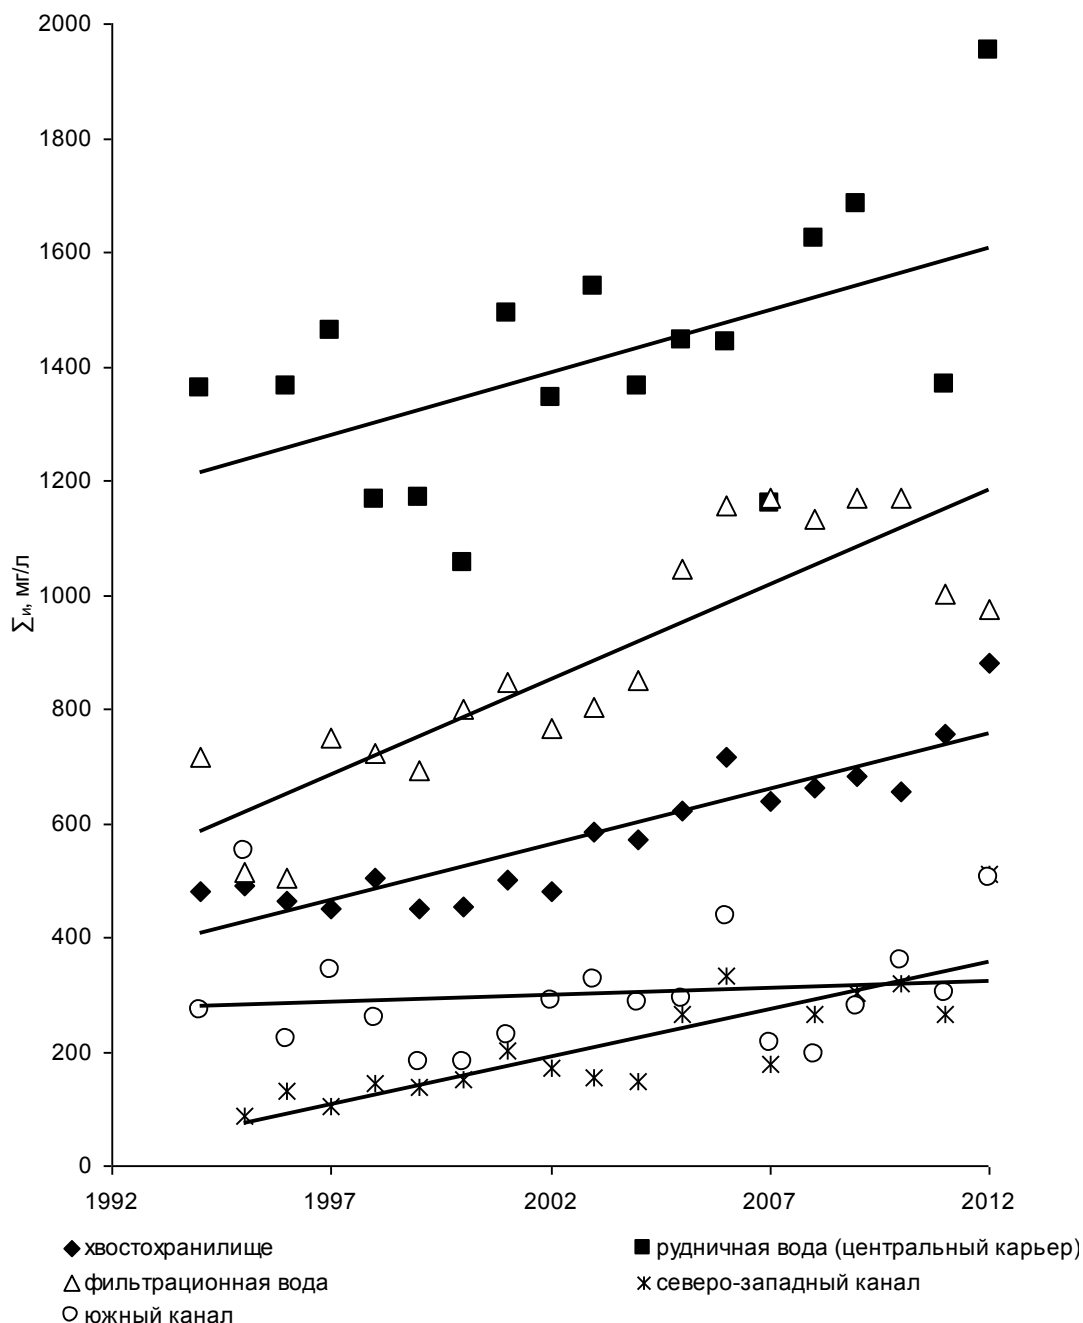 2000
1800
1600
1400
1200
1000
800
600
400
200
0
Σи, мг/л
1992 1997 2002 2007 2012
хвостохранилище
рудничная вода (центральный карьер)
фильтрационная вода
северо-западный канал
южный канал